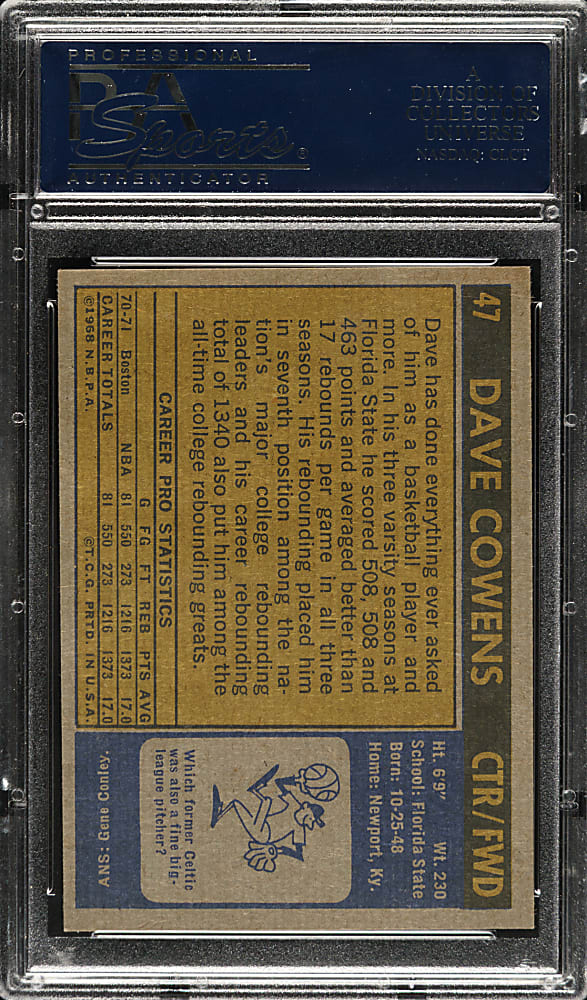 PROFESSIONAL
PSA
Sports®
AUTHENTICATOR
A
DIVISION OF
COLLECTORS
UNIVERSE
NASDAQ: CLCT
47 DAVE COWENS CTR/FWD
Dave has done everything ever asked
of him as a basketball player and
more. In his three varsity seasons at
Florida State he scored 508, 508 and
463 points and averaged better than
17 rebounds per game in all three
seasons. His rebounding placed him
in seventh position among the na-
tion's major college rebounding
leaders and his career rebounding
total of 1340 also put him among the
all-time college rebounding greats.
CAREER PRO STATISTICS
G FG FT REB PTS AVG
70-71 Boston NBA 81 550 273 1216 1373 17.0
CAREER TOTALS 81 550 273 1216 1373 17.0
©1968 N.B.P.A. ©T.C.G. PRTD. IN U.S.A.
Ht. 6'9" Wt. 230
School: Florida State
Born: 10-25-48
Home: Newport, Ky.
Which former Celtic
was also a fine big-
league pitcher?
ANS: Gene Conley.